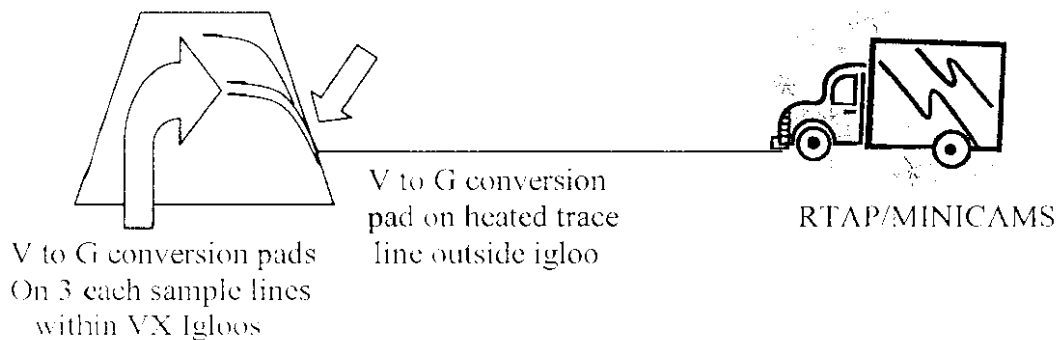 V to G conversion
pad on heated trace
line outside igloo
RTAP/MINICAMS
V to G conversion pads
On 3 each sample lines
within VX Igloos